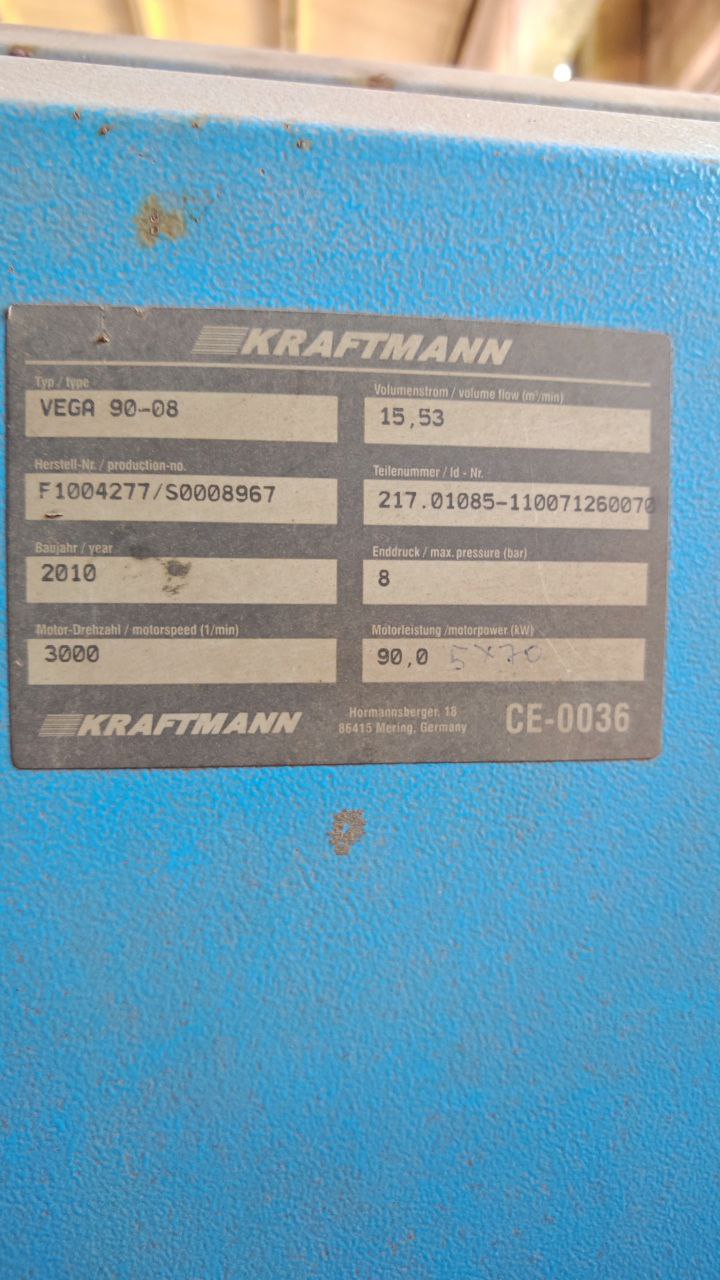 KRAFTMANN
Typ / type
VEGA 90-08
Volumenstrom / volume flow (m³/min)
15,53
Herstell-Nr. / production-no.
F1004277/S0008967
Teilenummer / Id - Nr.
217.01085-110071260070
Baujahr / year
2010
Enddruck / max. pressure (bar)
8
Motor-Drehzahl / motorspeed (1/min)
3000
Motorleistung /motorpower (kW)
90,0 5x70
KRAFTMANN
Hormannsberger. 18
86415 Mering, Germany
CE-0036